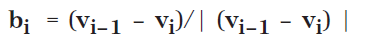 bᵢ = (vᵢ₋₁ - vᵢ)/| (vᵢ₋₁ - vᵢ) |